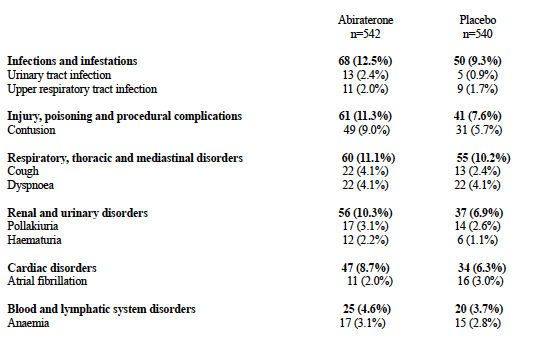 Abiraterone Placebo
n=542 n=540
Infections and infestations 68 (12.5%) 50 (9.3%)
Urinary tract infection 13 (2.4%) 5 (0.9%)
Upper respiratory tract infection 11 (2.0%) 9 (1.7%)
Injury, poisoning and procedural complications 61 (11.3%) 41 (7.6%)
Contusion 49 (9.0%) 31 (5.7%)
Respiratory, thoracic and mediastinal disorders 60 (11.1%) 55 (10.2%)
Cough 22 (4.1%) 13 (2.4%)
Dyspnoea 22 (4.1%) 22 (4.1%)
Renal and urinary disorders 56 (10.3%) 37 (6.9%)
Pollakiuria 17 (3.1%) 14 (2.6%)
Haematuria 12 (2.2%) 6 (1.1%)
Cardiac disorders 47 (8.7%) 34 (6.3%)
Atrial fibrillation 11 (2.0%) 16 (3.0%)
Blood and lymphatic system disorders 25 (4.6%) 20 (3.7%)
Anaemia 17 (3.1%) 15 (2.8%)